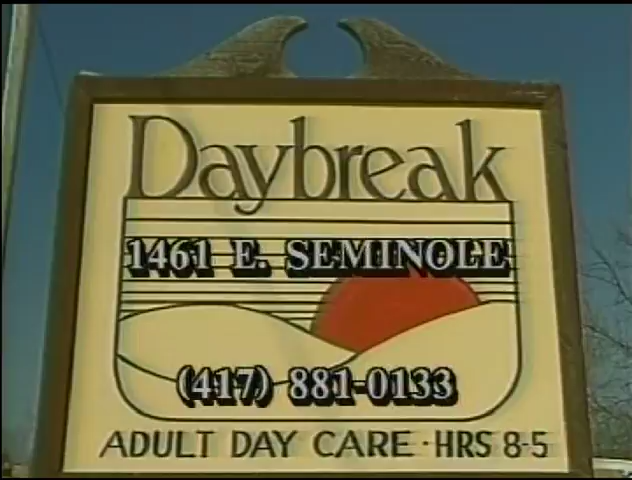 Daybreak
1461 E. SEMINOLE
(417) 881-0133
ADULT DAY CARE · HRS 8-5